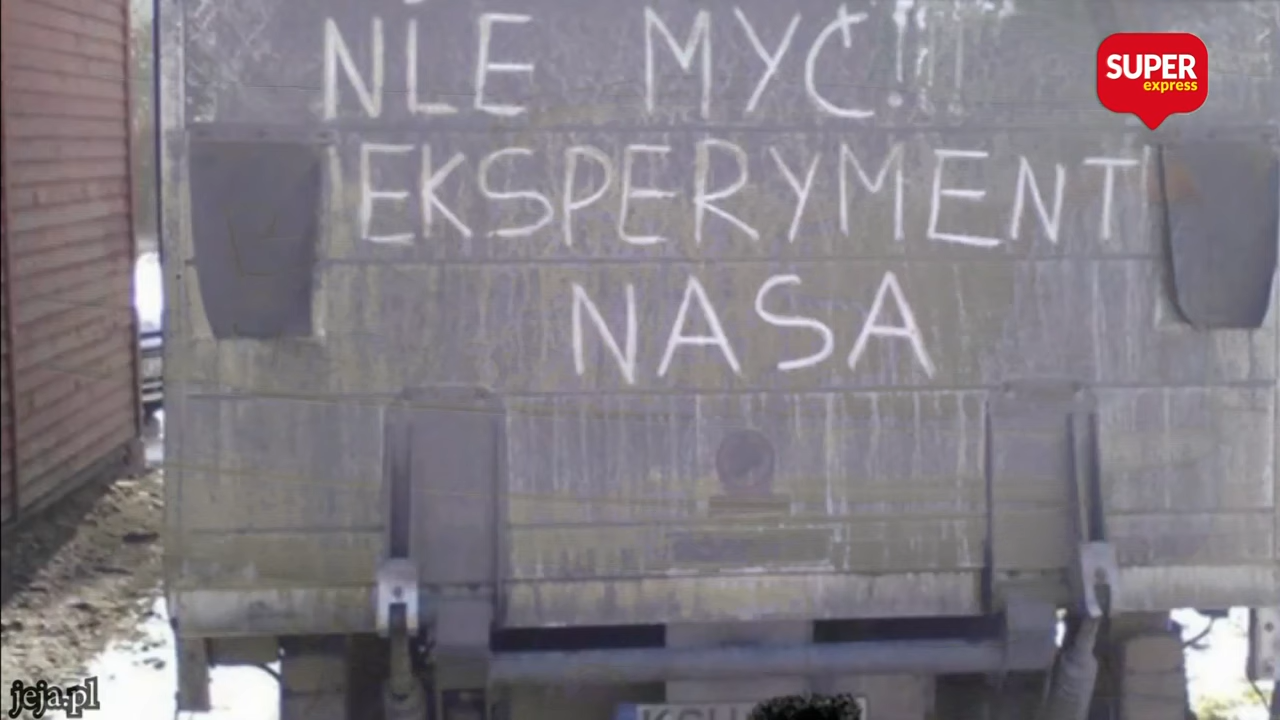 NIE MYĆ!!!
EKSPERYMENT
NASA
SUPER
express
jeja.pl